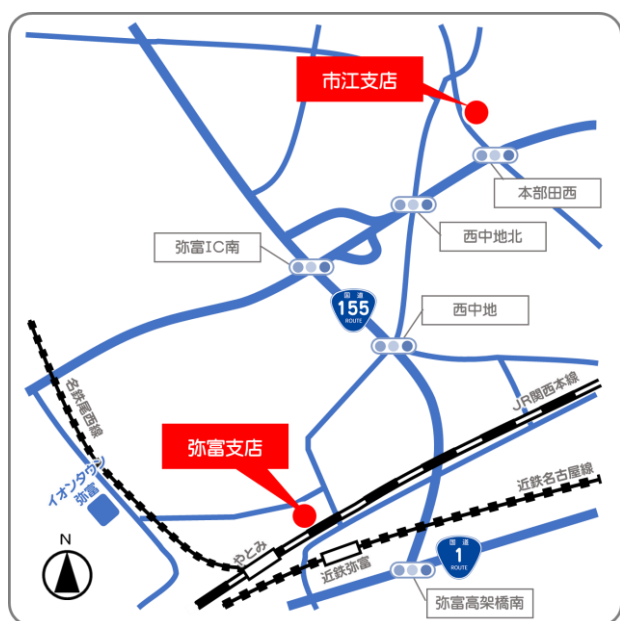 市江支店
本部田西
西中地北
弥富IC南
国道
155
ROUTE
西中地
名鉄尾西線
JR関西本線
弥富支店
イオンタウン
弥富
近鉄名古屋線
N
やとみ
近鉄弥富
国道
1
ROUTE
弥富高架橋南